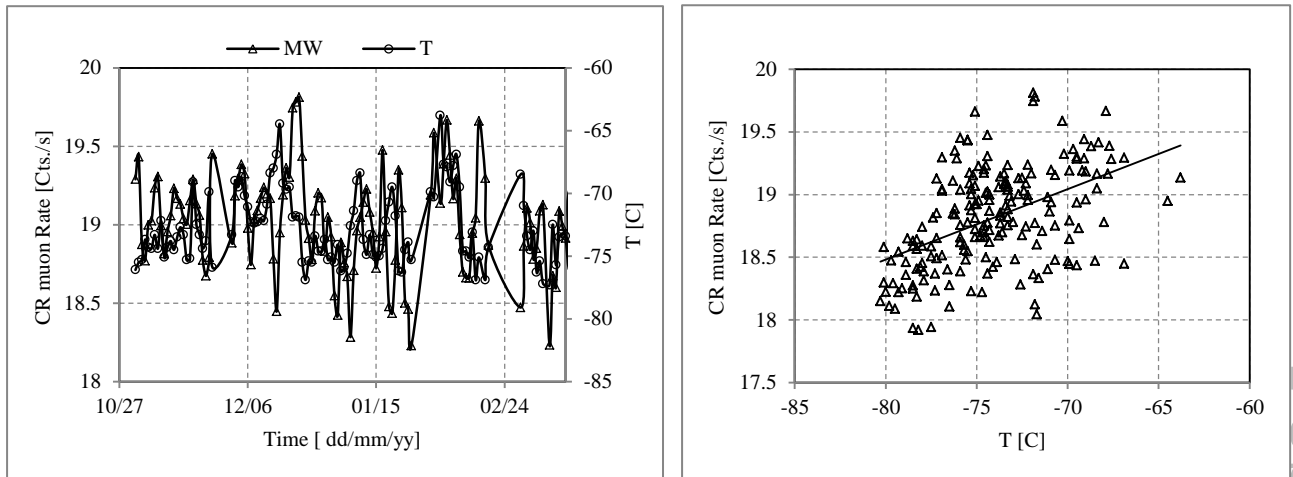 MW T
20
19.5
19
18.5
18
-60
-65
-70
-75
-80
-85
10/27 12/06 01/15 02/24
CR muon Rate [Cts./s]
T [C]
Time [ dd/mm/yy]
20
19.5
19
18.5
18
17.5
-85 -80 -75 -70 -65 -60
CR muon Rate [Cts./s]
T [C]